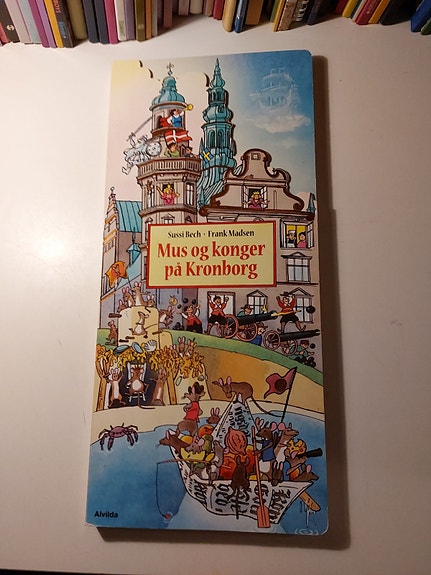 Sussi Bech · Frank Madsen
Mus og konger
på Kronborg
Alvilda